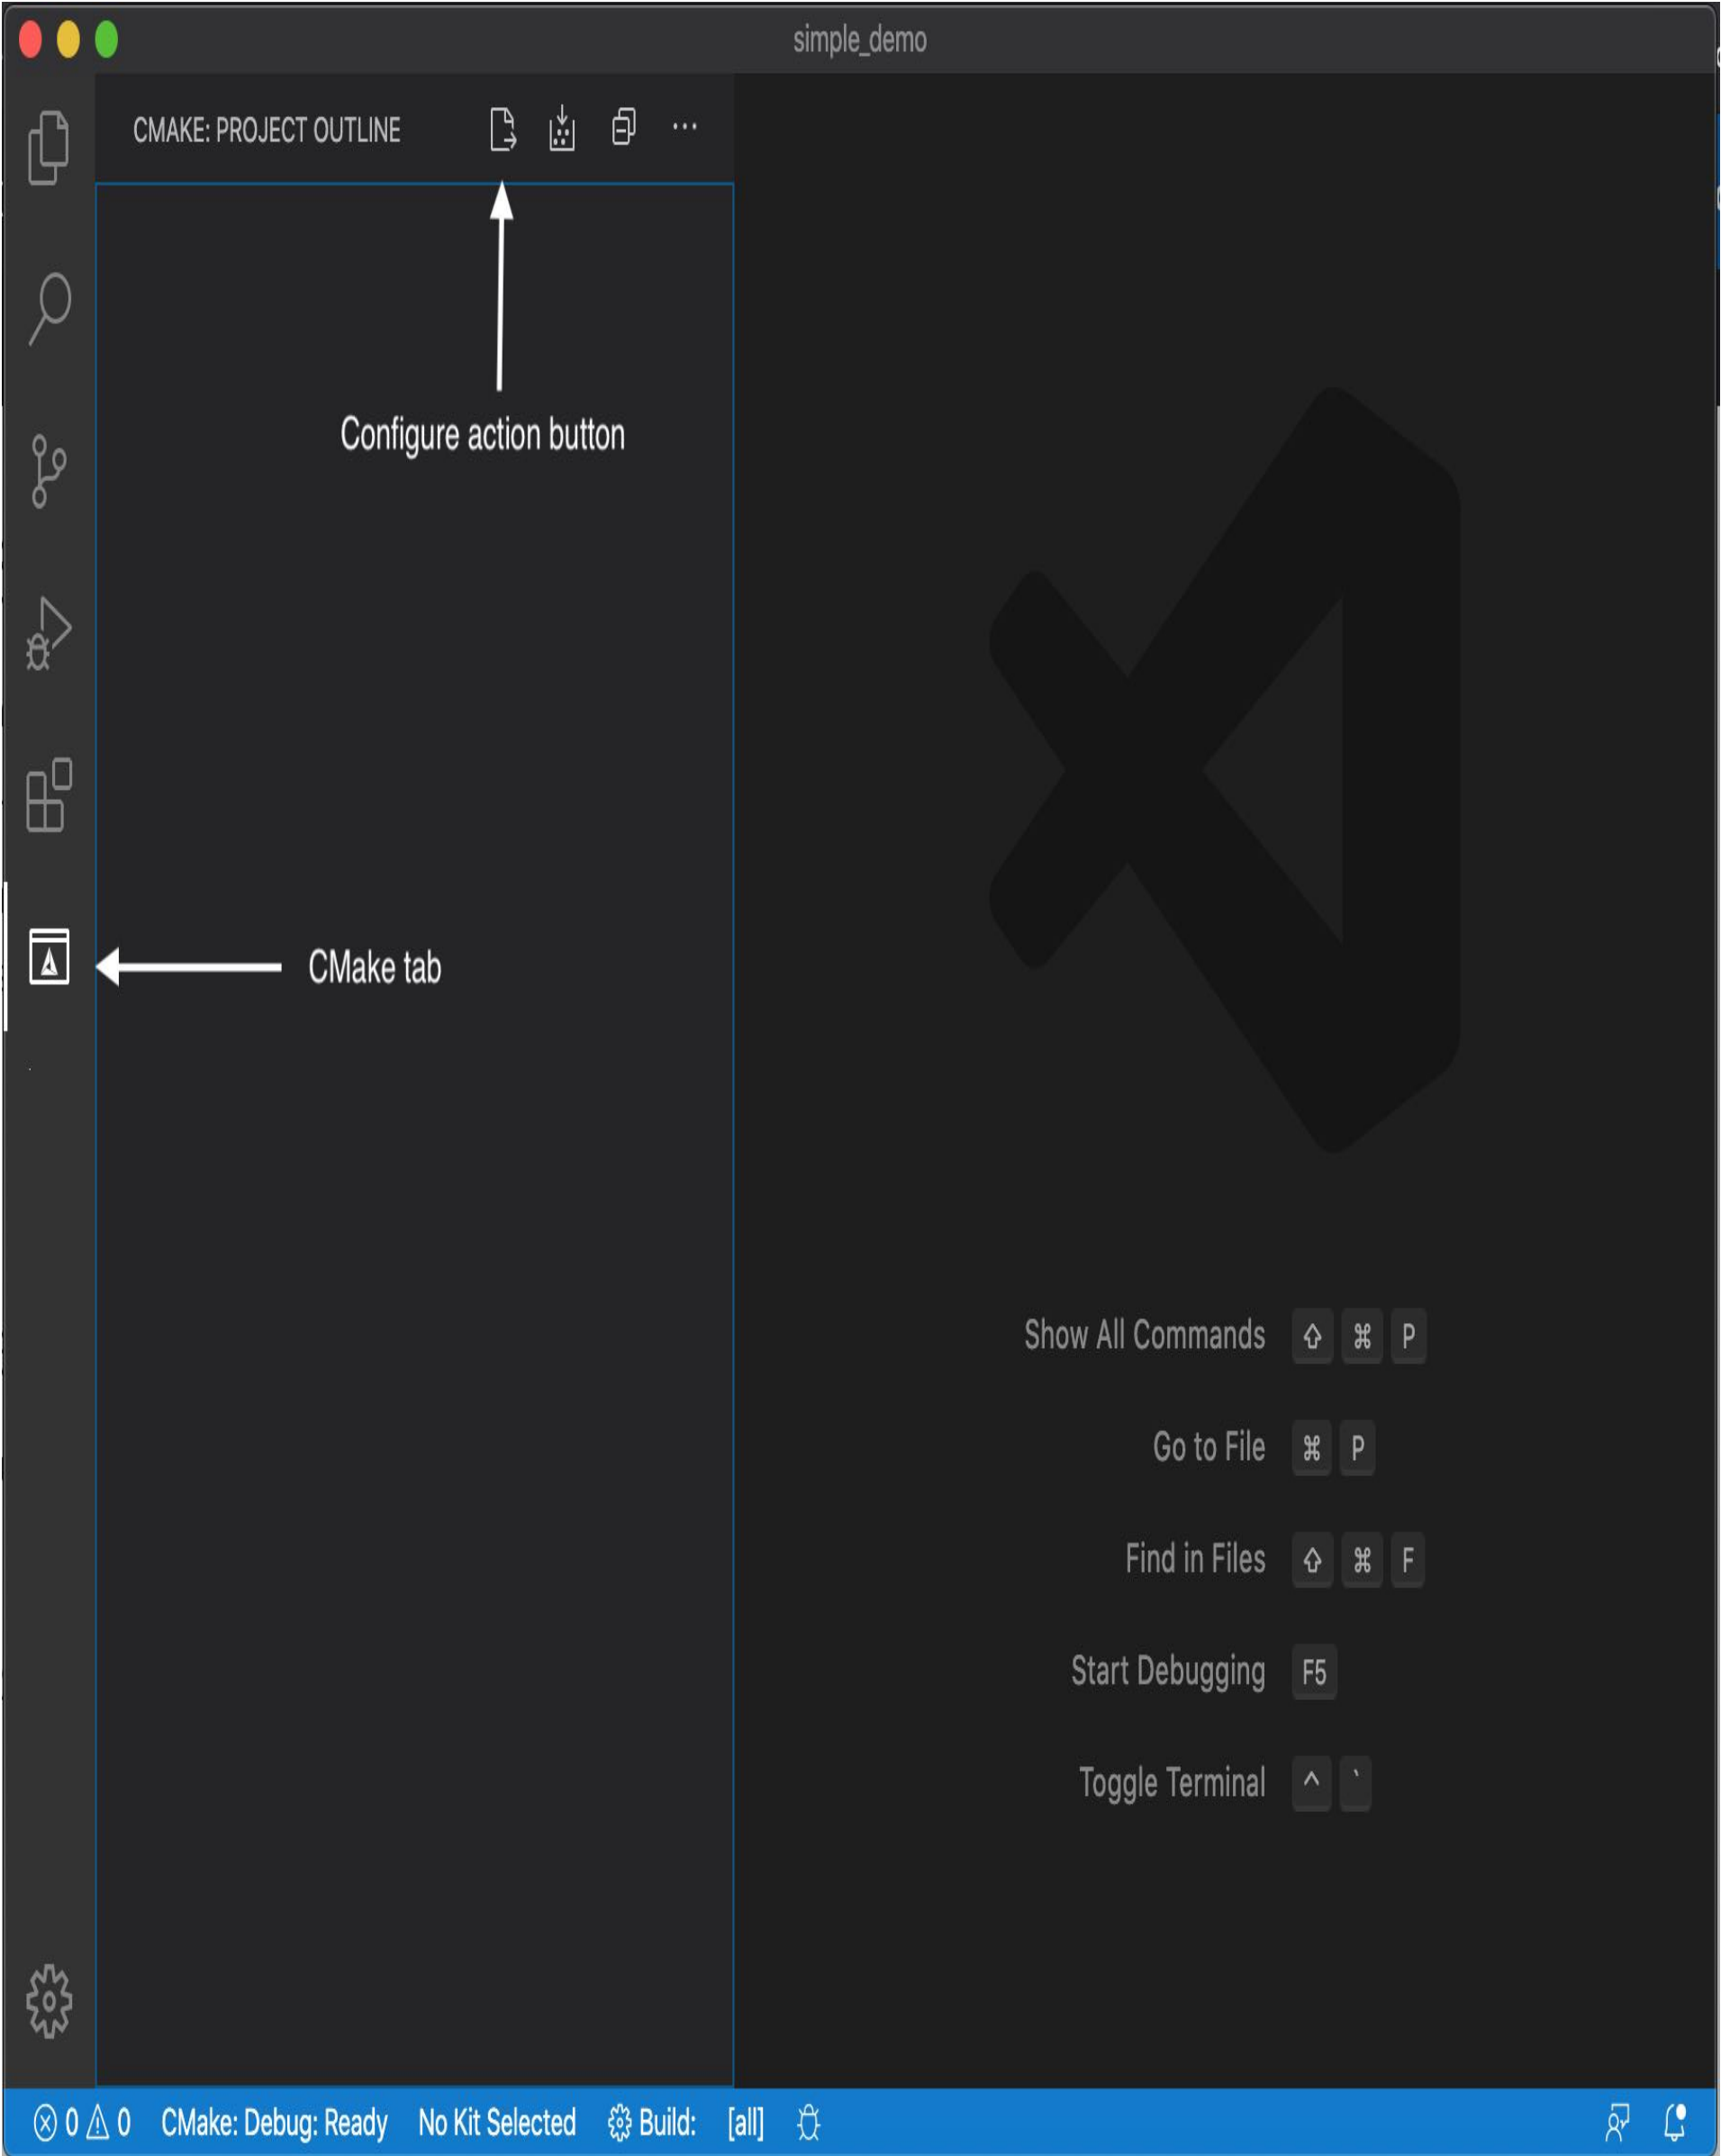 simple_demo
CMAKE: PROJECT OUTLINE
Configure action button
CMake tab
Show All Commands ⇧ ⌘ P
Go to File ⌘ P
Find in Files ⇧ ⌘ F
Start Debugging F5
Toggle Terminal ^ `
0 0 CMake: Debug: Ready No Kit Selected Build: [all]